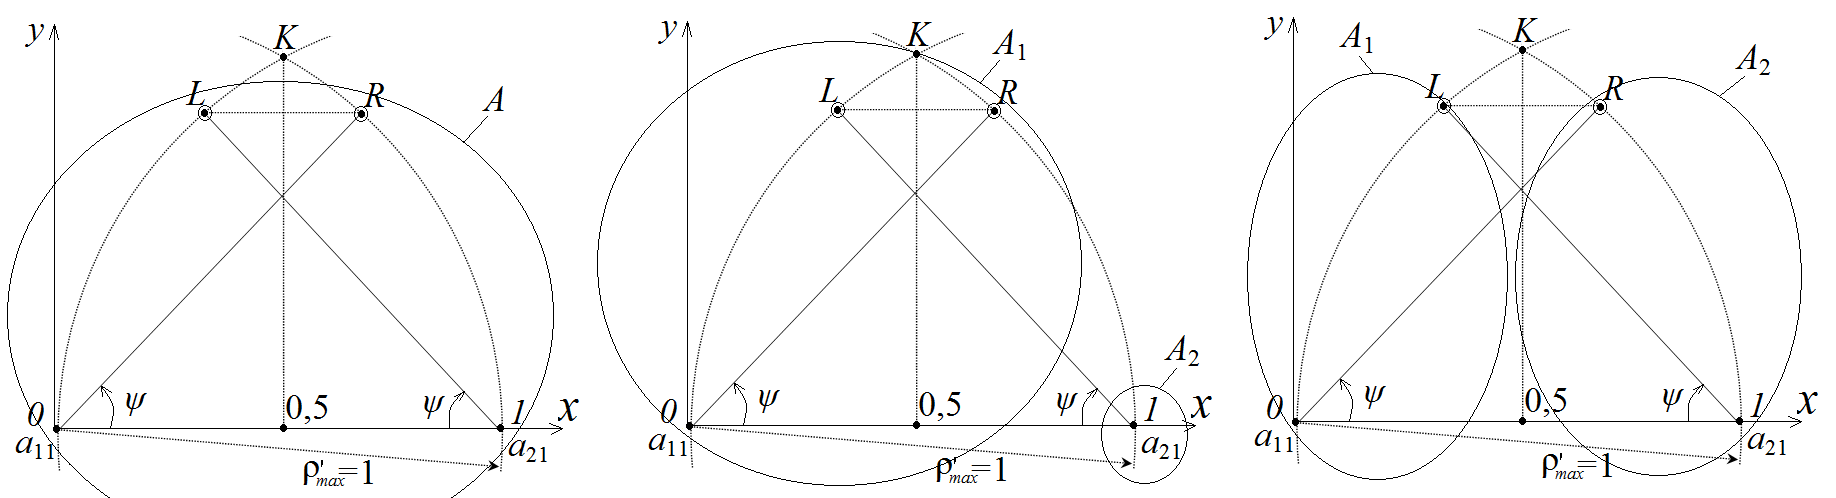 y K L R A
0 ψ 0,5 ψ 1 x
a11 a21
ρ'max=1
y K A1 L R
A2
0 ψ 0,5 ψ 1 x
a11 a21
ρ'max=1
y A1 K A2 L R
0 ψ 0,5 ψ 1 x
a11 a21
ρ'max=1